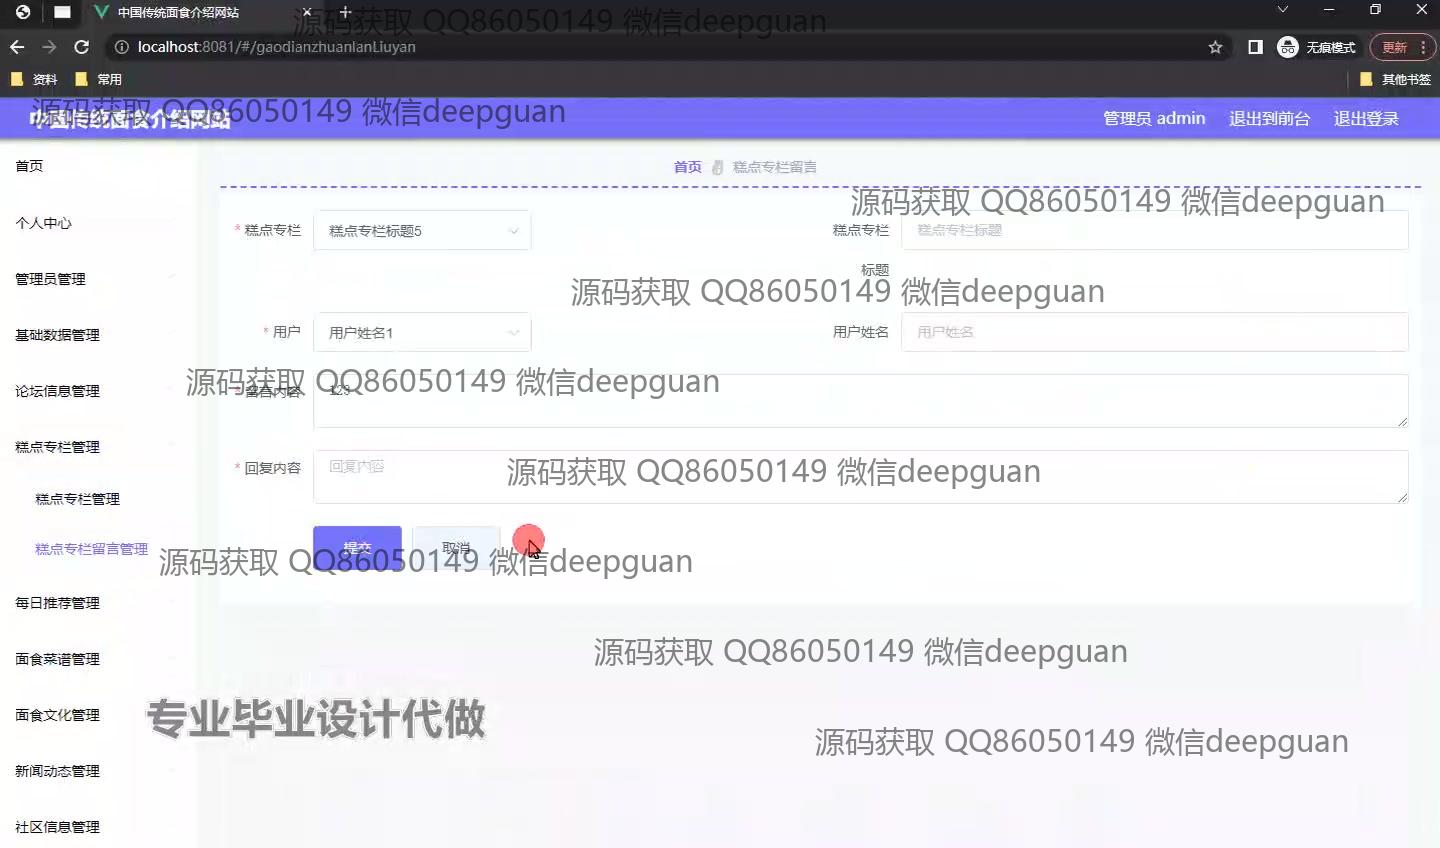 中国传统面食介绍网站
源码获取 QQ86050149 微信deepguan
localhost:8081/#/gaodianzhuanlanLiuyan
无痕模式
更新
资料
常用
其他书签
源码获取 QQ86050149 微信deepguan
中国传统面食介绍网站
管理员 admin
退出到前台
退出登录
首页
首页
糕点专栏留言
源码获取 QQ86050149 微信deepguan
个人中心
* 糕点专栏
糕点专栏标题5
糕点专栏标题
糕点专栏标题
管理员管理
源码获取 QQ86050149 微信deepguan
基础数据管理
* 用户
用户姓名1
用户姓名
用户姓名
源码获取 QQ86050149 微信deepguan
论坛信息管理
* 留言内容
123
糕点专栏管理
* 回复内容
回复内容
源码获取 QQ86050149 微信deepguan
糕点专栏管理
糕点专栏留言管理
提交
取消
源码获取 QQ86050149 微信deepguan
每日推荐管理
面食菜谱管理
源码获取 QQ86050149 微信deepguan
面食文化管理
专业毕业设计代做
源码获取 QQ86050149 微信deepguan
新闻动态管理
社区信息管理